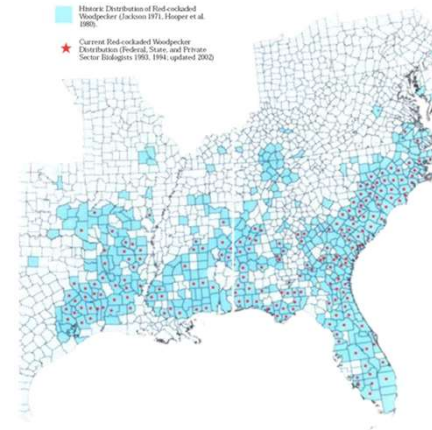 Historic Distribution of Red-cockaded
Woodpecker (Jackson 1971, Hooper et al.
1980).
Current Red-cockaded Woodpecker
Distribution (Federal, State, and Private
Sector Biologists 1993, 1994; updated 2002)